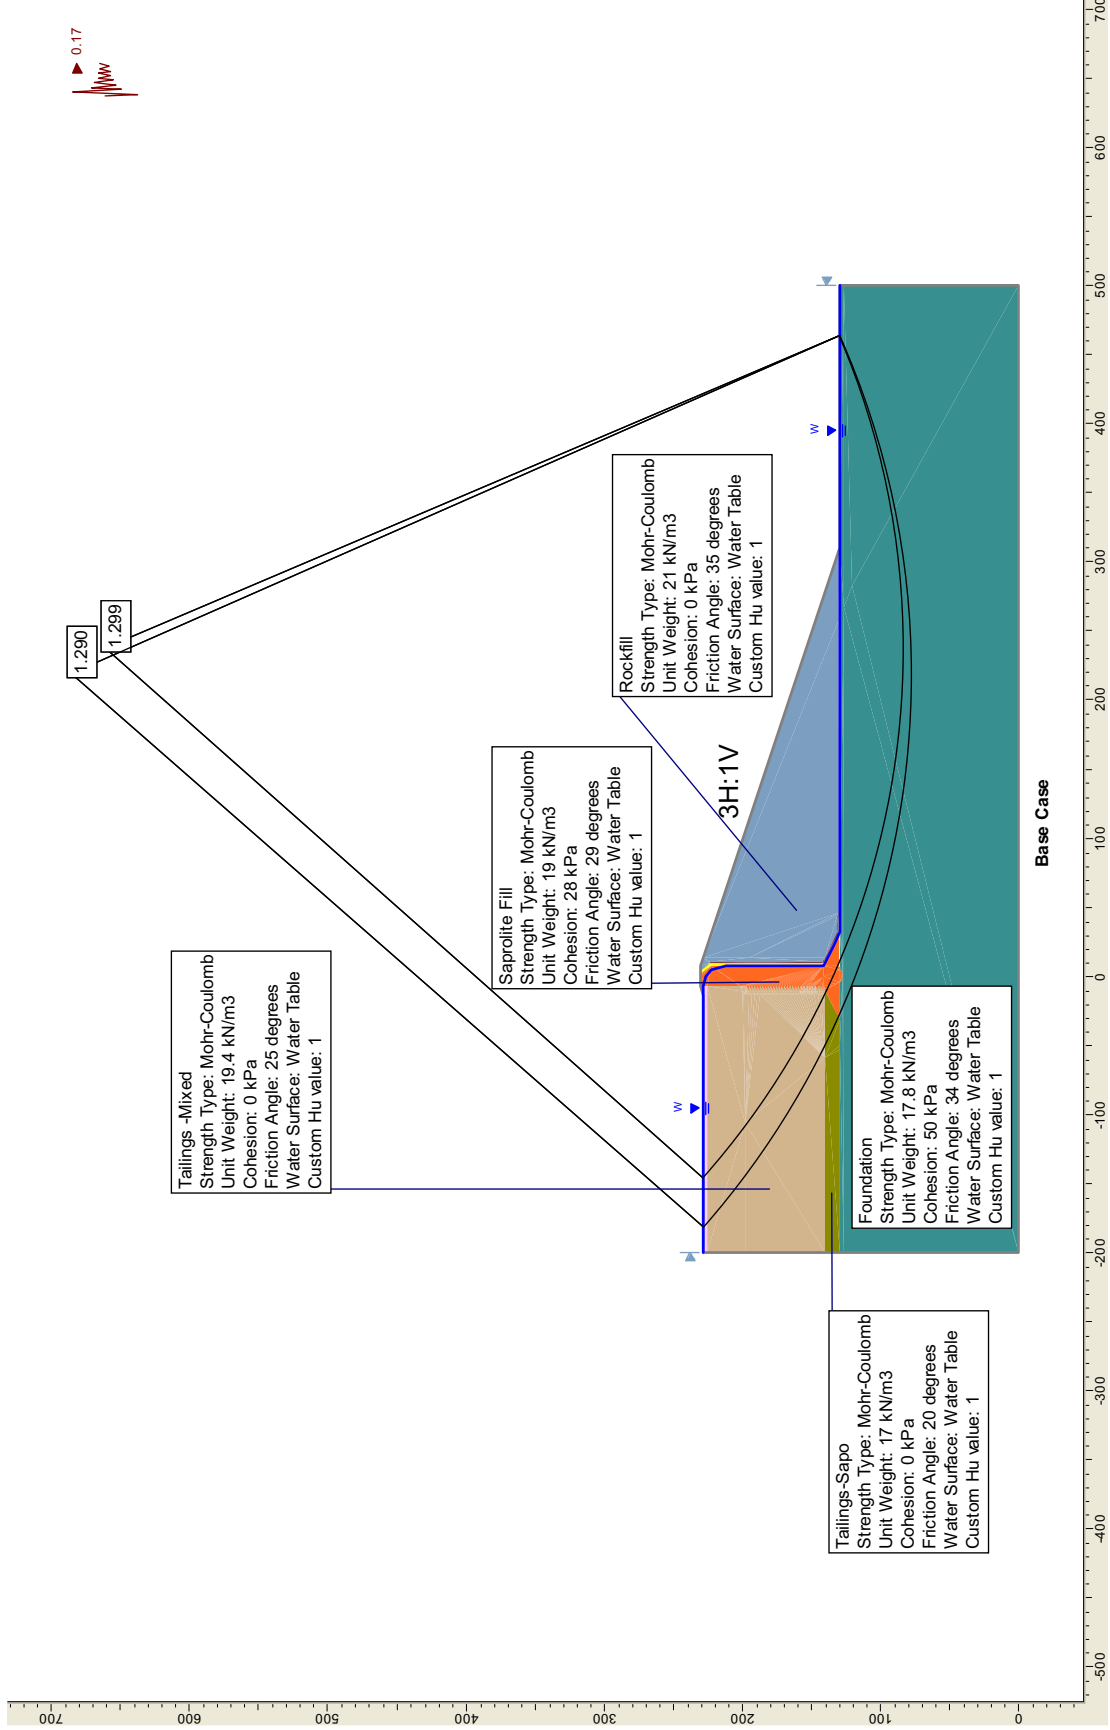 0.17
1.290
1.299
Tailings -Mixed
Strength Type: Mohr-Coulomb
Unit Weight: 19.4 kN/m3
Cohesion: 0 kPa
Friction Angle: 25 degrees
Water Surface: Water Table
Custom Hu value: 1
Saprolite Fill
Strength Type: Mohr-Coulomb
Unit Weight: 19 kN/m3
Cohesion: 28 kPa
Friction Angle: 29 degrees
Water Surface: Water Table
Custom Hu value: 1
Rockfill
Strength Type: Mohr-Coulomb
Unit Weight: 21 kN/m3
Cohesion: 0 kPa
Friction Angle: 35 degrees
Water Surface: Water Table
Custom Hu value: 1
3H:1V
W
W
Tailings-Sapo
Strength Type: Mohr-Coulomb
Unit Weight: 17 kN/m3
Cohesion: 0 kPa
Friction Angle: 20 degrees
Water Surface: Water Table
Custom Hu value: 1
Foundation
Strength Type: Mohr-Coulomb
Unit Weight: 17.8 kN/m3
Cohesion: 50 kPa
Friction Angle: 34 degrees
Water Surface: Water Table
Custom Hu value: 1
Base Case
700
600
500
400
300
200
100
0
-500
-400
-300
-200
-100
0
100
200
300
400
500
600
700